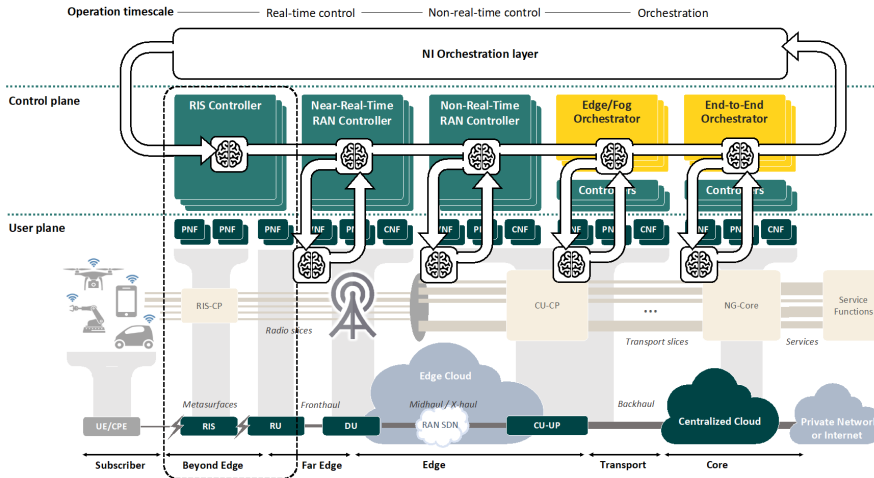 Operation timescale
Real-time control
Non-real-time control
Orchestration
NI Orchestration layer
Control plane
RIS Controller
Near-Real-Time
RAN Controller
Non-Real-Time
RAN Controller
Edge/Fog
Orchestrator
End-to-End
Orchestrator
Controllers
Controllers
User plane
PNF
PNF
PNF
PNF
CNF
CNF
CNF
CNF
RIS-CP
CU-CP
...
NG-Core
Service
Functions
Radio slices
Transport slices
Services
Edge Cloud
Metasurfaces
Fronthaul
Midhaul / X-haul
Backhaul
UE/CPE
RIS
RU
DU
RAN SDN
CU-UP
Centralized Cloud
Private Network
or Internet
Subscriber
Beyond Edge
Far Edge
Edge
Transport
Core